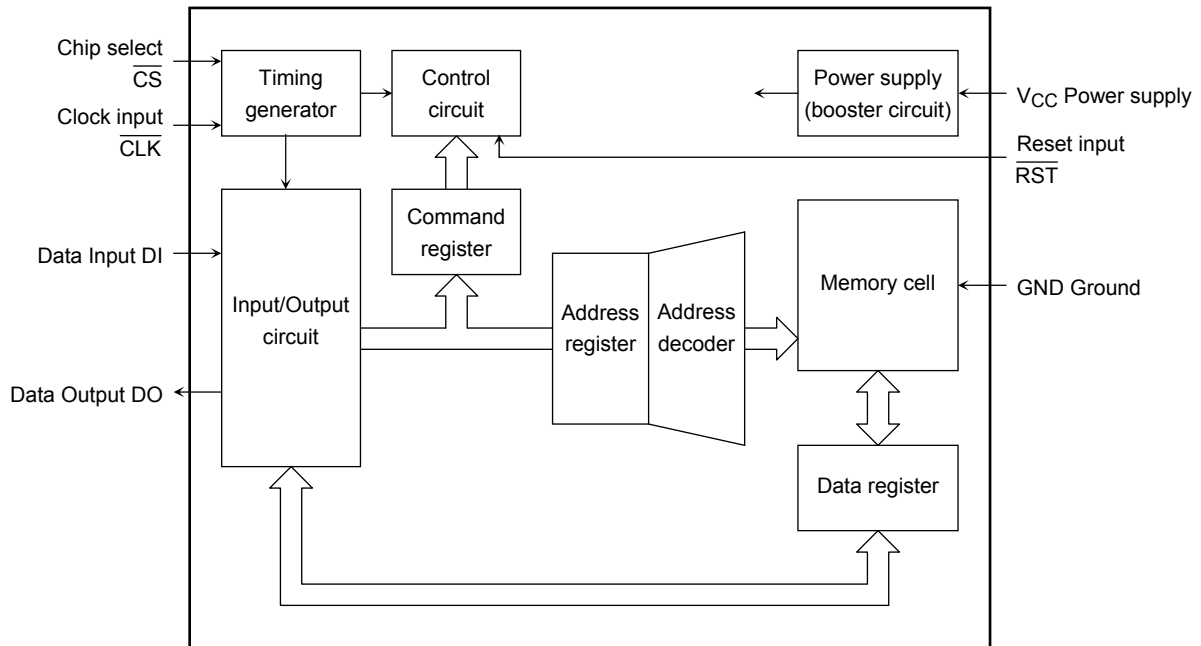 Chip select
CS
Clock input
CLK
Data Input DI
Data Output DO
Timing
generator
Control
circuit
Power supply
(booster circuit)
VCC Power supply
Reset input
RST
Command
register
Input/Output
circuit
Address
register
Address
decoder
Memory cell
GND Ground
Data register